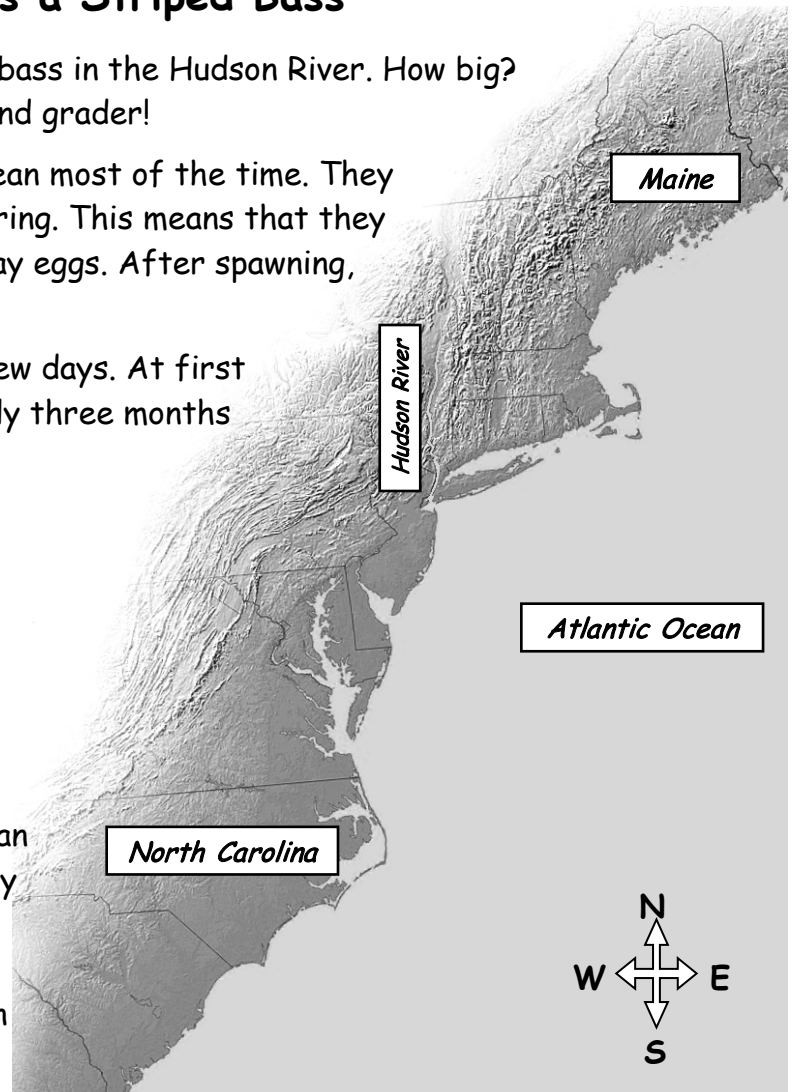 s a Striped Bass
bass in the Hudson River. How big?
nd grader!
ean most of the time. They
ring. This means that they
ay eggs. After spawning,
ew days. At first
ly three months
Maine
Hudson River
Atlantic Ocean
an
North Carolina
y
n
N
W E
S